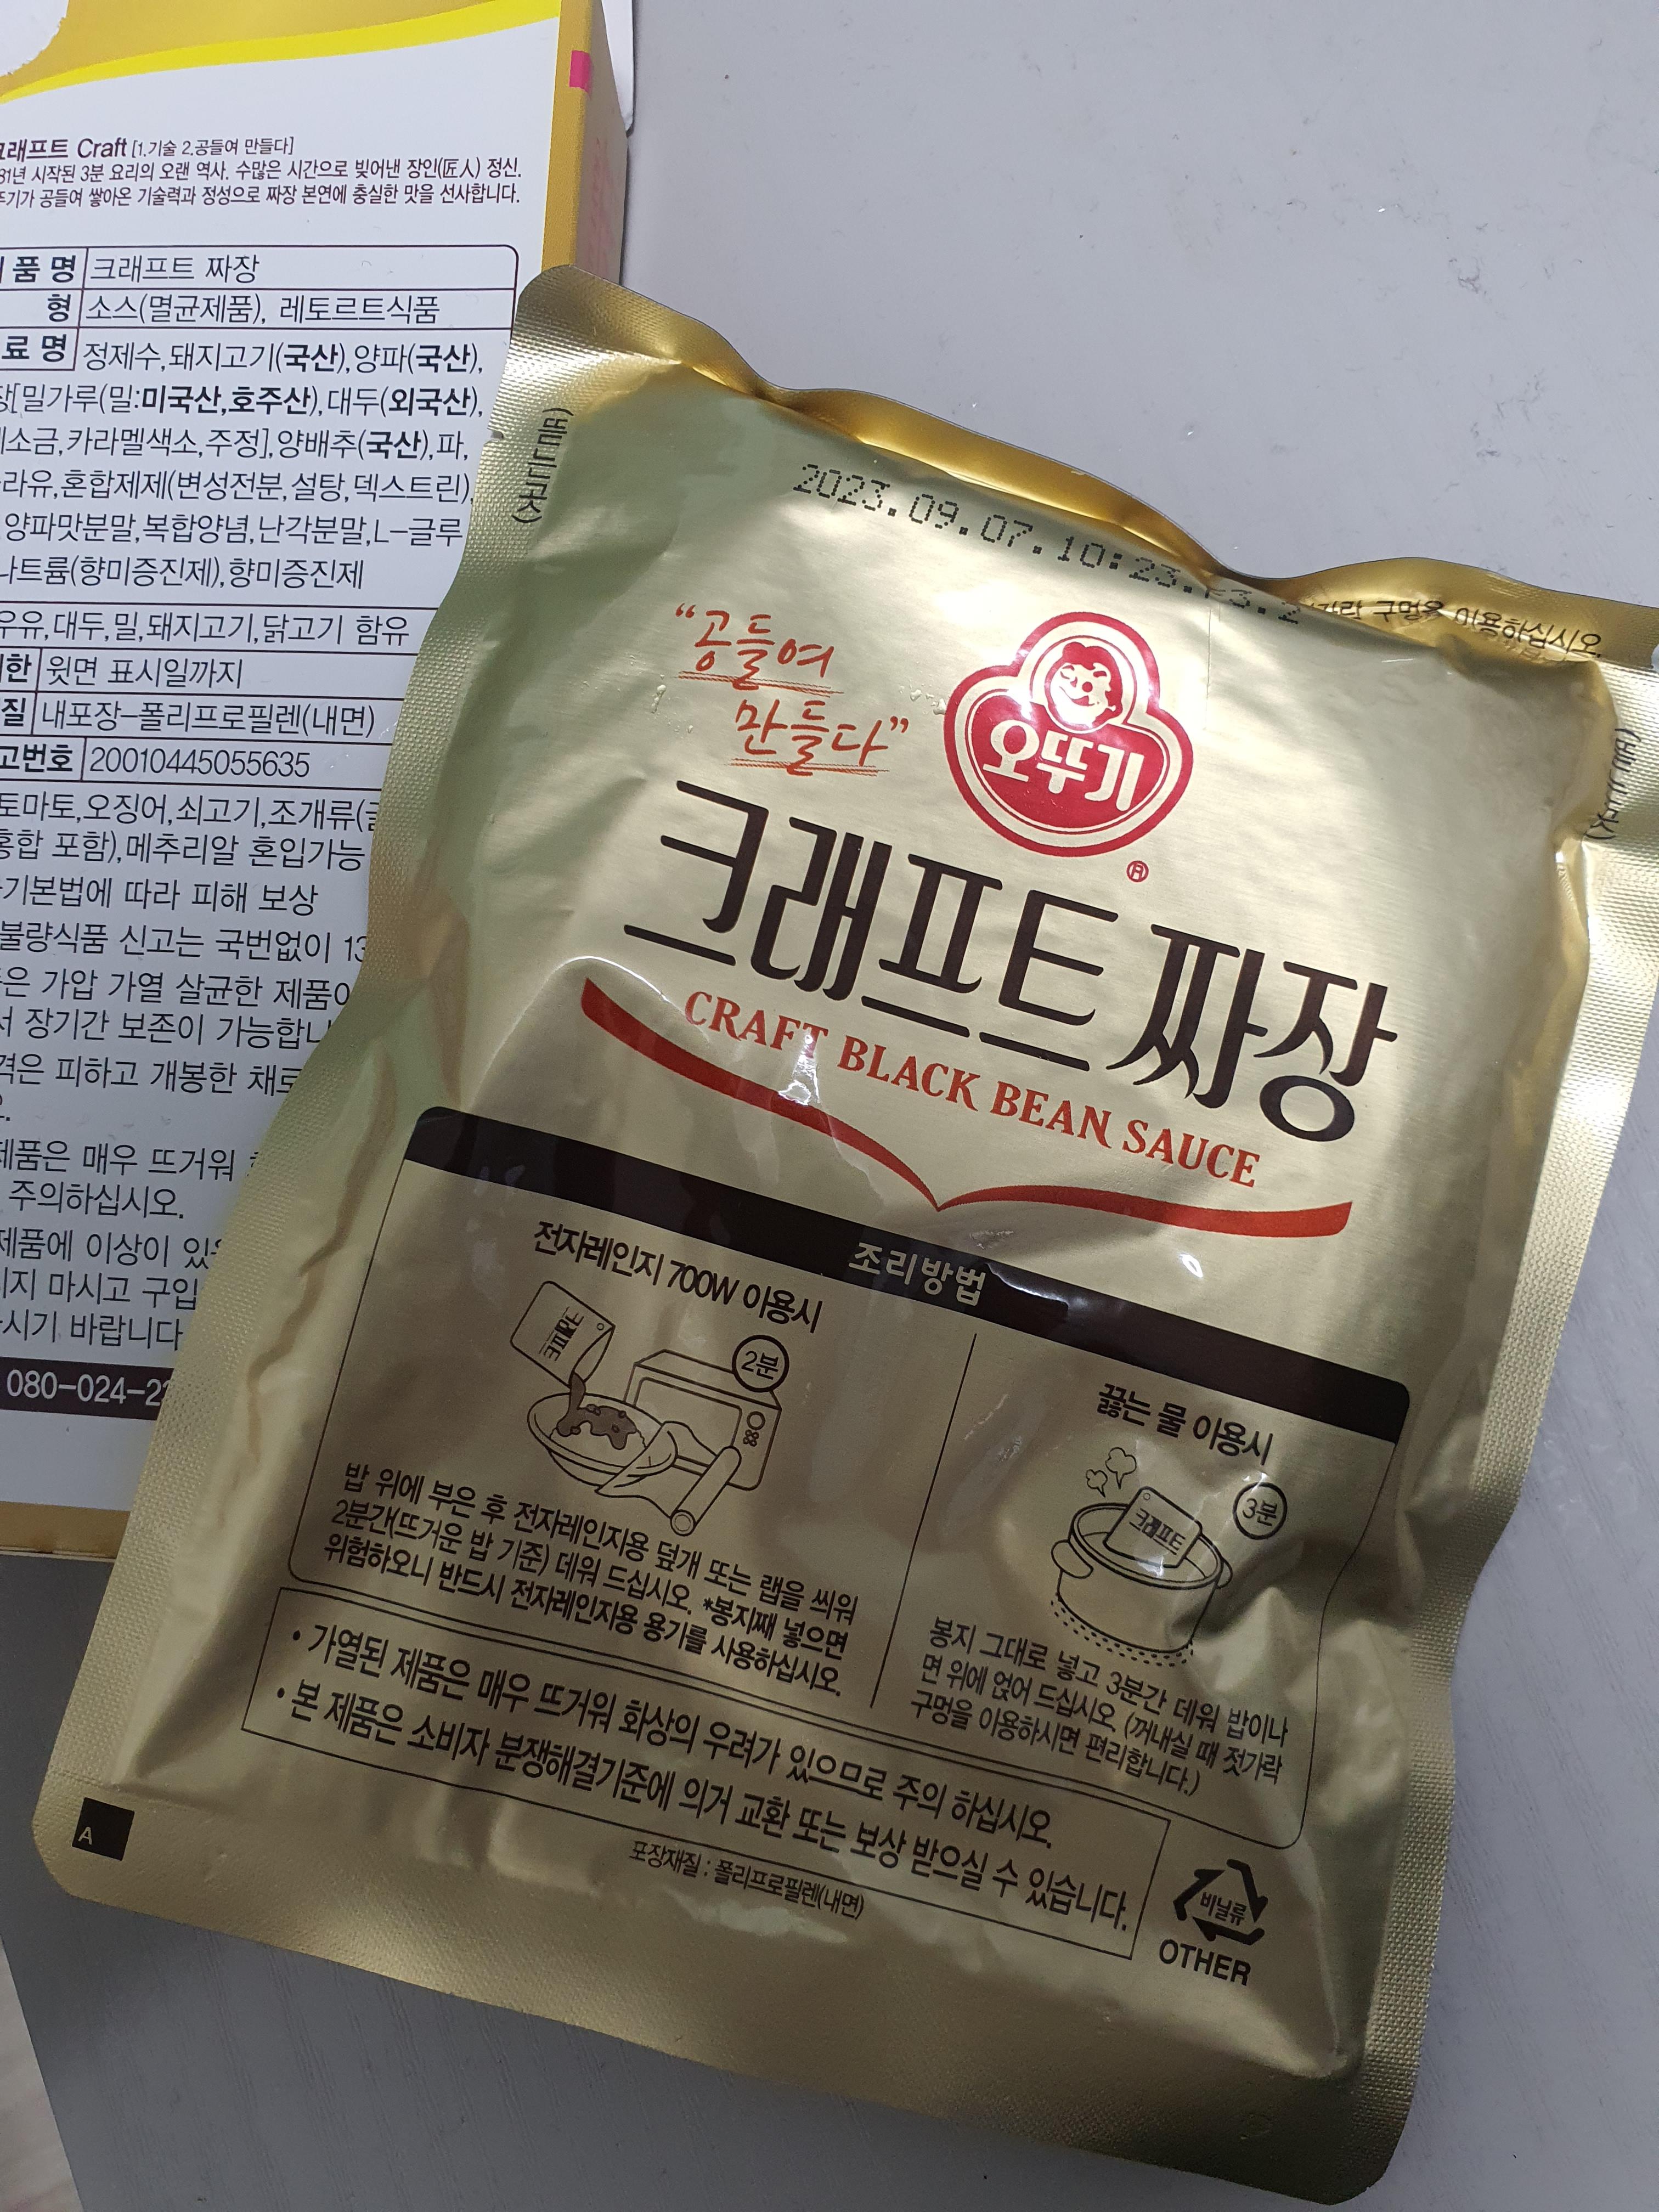 크래프트 Craft [1.기술 2.공들여 만들다]
81년 시작된 3분 요리의 오랜 역사. 수많은 시간으로 빚어낸 장인(匠人) 정신.
뚜기가 공들여 쌓아온 기술력과 정성으로 짜장 본연에 충실한 맛을 선사합니다.
품 명 크래프트 짜장
형 소스(멸균제품), 레토르트식품
료 명 정제수,돼지고기(국산),양파(국산),
장[밀가루(밀:미국산,호주산),대두(외국산),
소금,카라멜색소,주정],양배추(국산),파,
라유,혼합제제(변성전분,설탕,덱스트린),
양파맛분말,복합양념,난각분말,L-글루
나트륨(향미증진제),향미증진제
우유,대두,밀,돼지고기,닭고기 함유
한 윗면 표시일까지
질 내포장-폴리프로필렌(내면)
고번호 20010445055635
토마토,오징어,쇠고기,조개류(굴
홍합 포함),메추리알 혼입가능
기본법에 따라 피해 보상
불량식품 신고는 국번없이 13
은 가압 가열 살균한 제품이
서 장기간 보존이 가능합니
격은 피하고 개봉한 채로
제품은 매우 뜨거워
주의하십시오.
제품에 이상이 있
지 마시고 구입
시기 바랍니다
080-024-2
2023.09.07.10:23.
구멍을 이용하십시오.
“공들여
만들다”
오뚜기
®
크래프트 짜장
CRAFT BLACK BEAN SAUCE
조리방법
전자레인지 700W 이용시
크래프트
2분
밥 위에 부은 후 전자레인지용 덮개 또는 랩을 씌워
2분간(뜨거운 밥 기준) 데워 드십시오. *봉지째 넣으면
위험하오니 반드시 전자레인지용 용기를 사용하십시오.
끓는 물 이용시
크래프트
3분
봉지 그대로 넣고 3분간 데워 밥이나
면 위에 얹어 드십시오. (꺼내실 때 젓가락
구멍을 이용하시면 편리합니다.)
• 가열된 제품은 매우 뜨거워 화상의 우려가 있으므로 주의 하십시오.
• 본 제품은 소비자 분쟁해결기준에 의거 교환 또는 보상 받으실 수 있습니다.
포장재질 : 폴리프로필렌(내면)
비닐류
OTHER
A